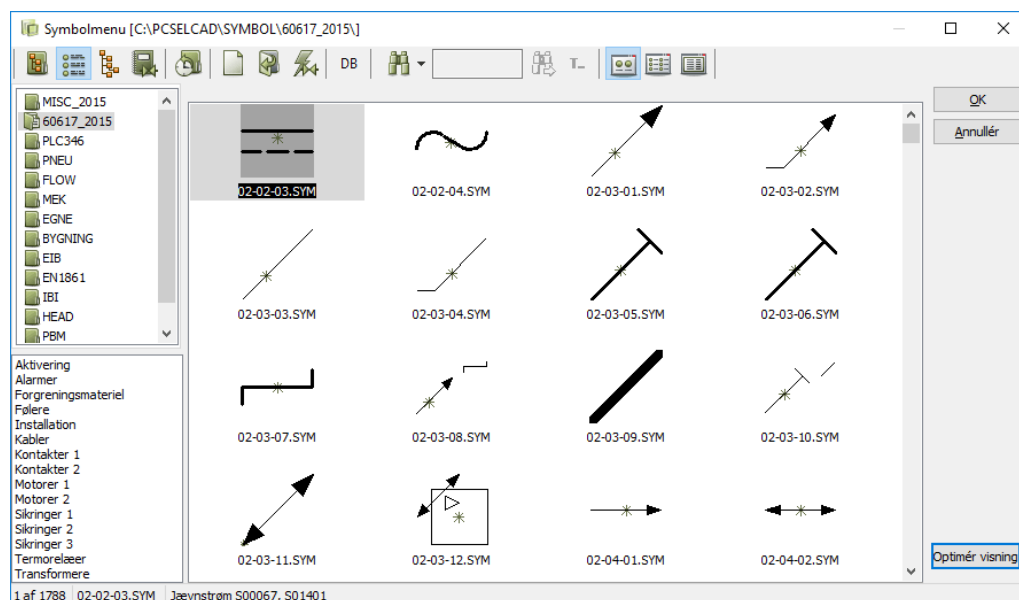 Symbolmenu [C:\PCSELCAD\SYMBOL\60617_2015\]
DB
T_
MISC_2015
60617_2015
PLC346
PNEU
FLOW
MEK
EGNE
BYGNING
EIB
EN1861
IBI
HEAD
PBM
Aktivering
Alarmer
Forgreningsmateriel
Følere
Installation
Kabler
Kontakter 1
Kontakter 2
Motorer 1
Motorer 2
Sikringer 1
Sikringer 2
Sikringer 3
Termorelæer
Transformere
02-02-03.SYM 02-02-04.SYM 02-03-01.SYM 02-03-02.SYM
02-03-03.SYM 02-03-04.SYM 02-03-05.SYM 02-03-06.SYM
02-03-07.SYM 02-03-08.SYM 02-03-09.SYM 02-03-10.SYM
02-03-11.SYM 02-03-12.SYM 02-04-01.SYM 02-04-02.SYM
OK
Annullér
Optimér visning
1 af 1788 02-02-03.SYM Jævnstrøm S00067, S01401